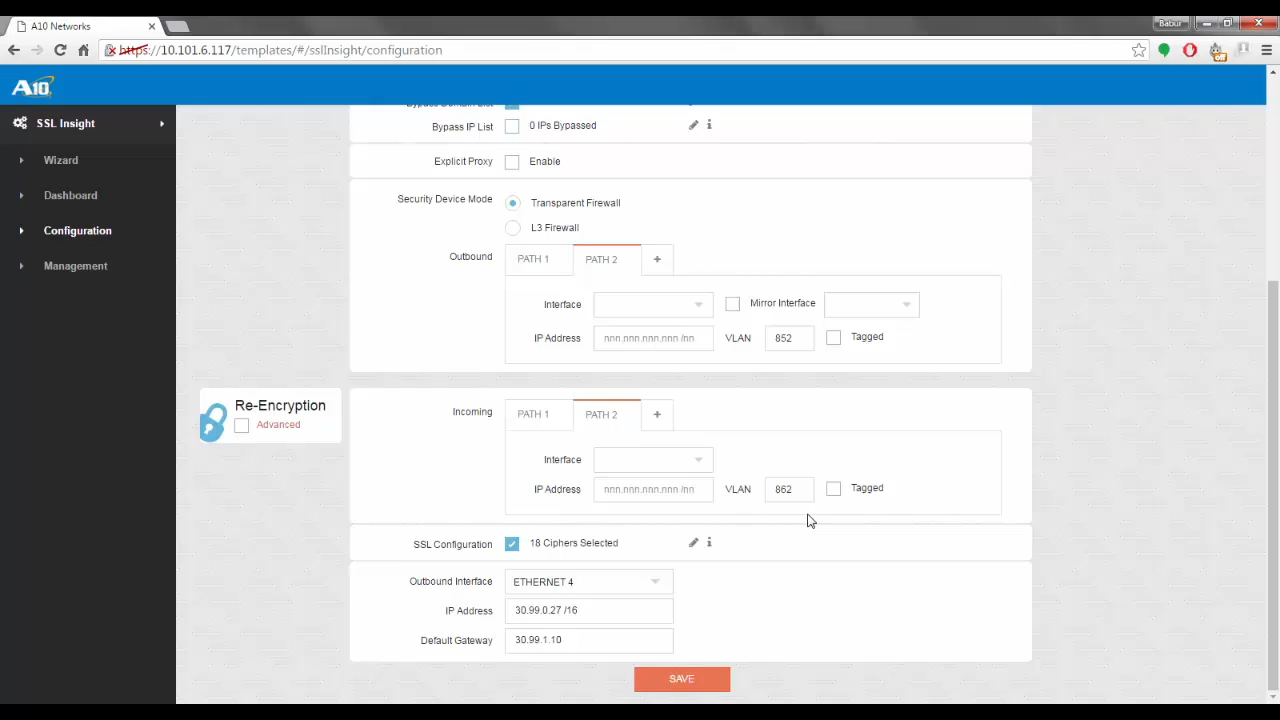 A10 Networks
Babur
https://10.101.6.117/templates/#/sslInsight/configuration
off
A10
SSL Insight
Wizard
Dashboard
Configuration
Management
Bypass Domain List
Bypass IP List 0 IPs Bypassed
Explicit Proxy Enable
Security Device Mode Transparent Firewall
L3 Firewall
Outbound PATH 1 PATH 2 +
Interface Mirror Interface
IP Address nnn.nnn.nnn.nnn /nn VLAN 852 Tagged
Re-Encryption
Advanced
Incoming PATH 1 PATH 2 +
Interface
IP Address nnn.nnn.nnn.nnn /nn VLAN 862 Tagged
SSL Configuration 18 Ciphers Selected
Outbound Interface ETHERNET 4
IP Address 30.99.0.27 /16
Default Gateway 30.99.1.10
SAVE